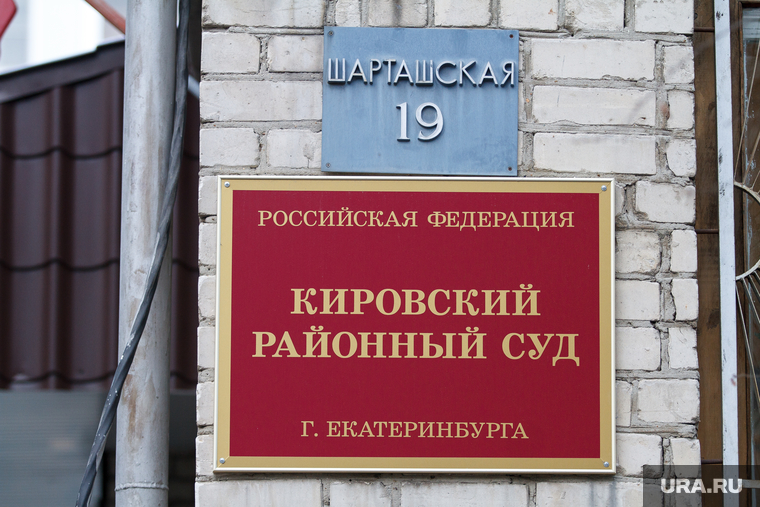 ШАРТАШСКАЯ
19
РОССИЙСКАЯ ФЕДЕРАЦИЯ
КИРОВСКИЙ
РАЙОННЫЙ СУД
Г. ЕКАТЕРИНБУРГА
URA.RU